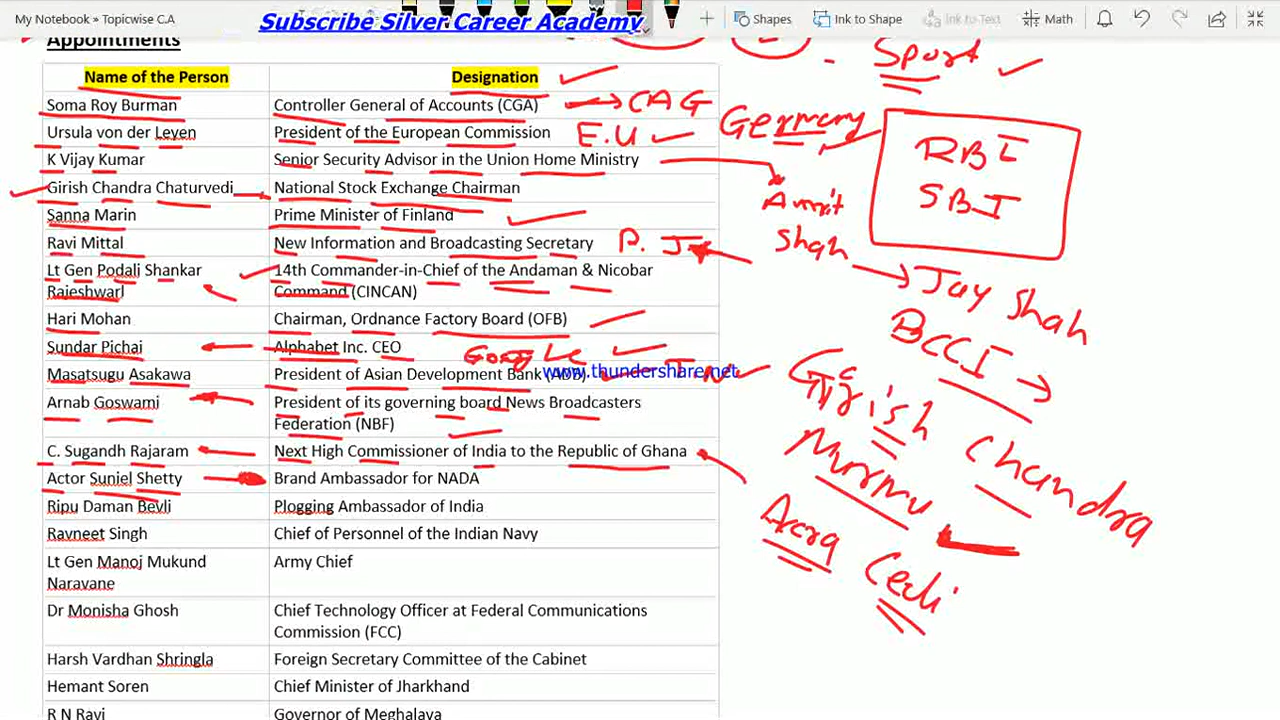 My Notebook » Topicwise C.A
Subscribe Silver Career Academy
Shapes
Ink to Shape
Ink to Text
Math
Appointments
Sport
Name of the Person Designation
Soma Roy Burman Controller General of Accounts (CGA) CAG
Ursula von der Leyen President of the European Commission E.U Germany
K Vijay Kumar Senior Security Advisor in the Union Home Ministry
Girish Chandra Chaturvedi National Stock Exchange Chairman
Sanna Marin Prime Minister of Finland
Ravi Mittal New Information and Broadcasting Secretary P. J
Lt Gen Podali Shankar Rajeshwarl 14th Commander-in-Chief of the Andaman & Nicobar
Command (CINCAN)
Hari Mohan Chairman, Ordnance Factory Board (OFB)
Sundar Pichai Alphabet Inc. CEO Google
Masatsugu Asakawa President of Asian Development Bank (ADB)
www.thundershare.net
Arnab Goswami President of its governing board News Broadcasters
Federation (NBF)
C. Sugandh Rajaram Next High Commissioner of India to the Republic of Ghana
Actor Suniel Shetty Brand Ambassador for NADA
Ripu Daman Bevli Plogging Ambassador of India
Ravneet Singh Chief of Personnel of the Indian Navy
Lt Gen Manoj Mukund
Naravane Army Chief
Dr Monisha Ghosh Chief Technology Officer at Federal Communications
Commission (FCC)
Harsh Vardhan Shringla Foreign Secretary Committee of the Cabinet
Hemant Soren Chief Minister of Jharkhand
R N Ravi Governor of Meghalaya
RBI
SBI
Amit
Shah
Jay Shah
BCCI
Girish Chandra
Murmu
Accra Cedi